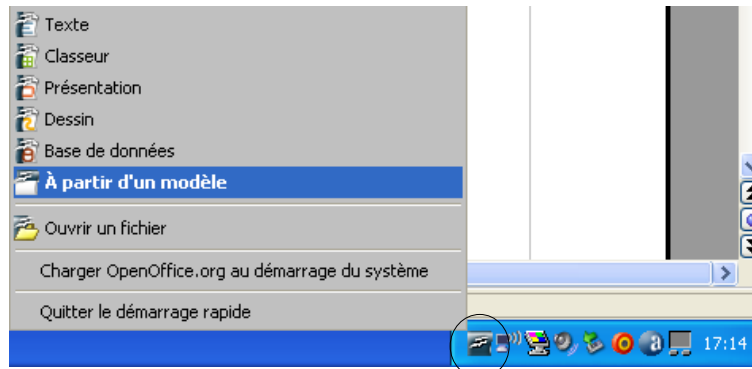 Texte
Classeur
Présentation
Dessin
Base de données
À partir d'un modèle
Ouvrir un fichier
Charger OpenOffice.org au démarrage du système
Quitter le démarrage rapide
17:14